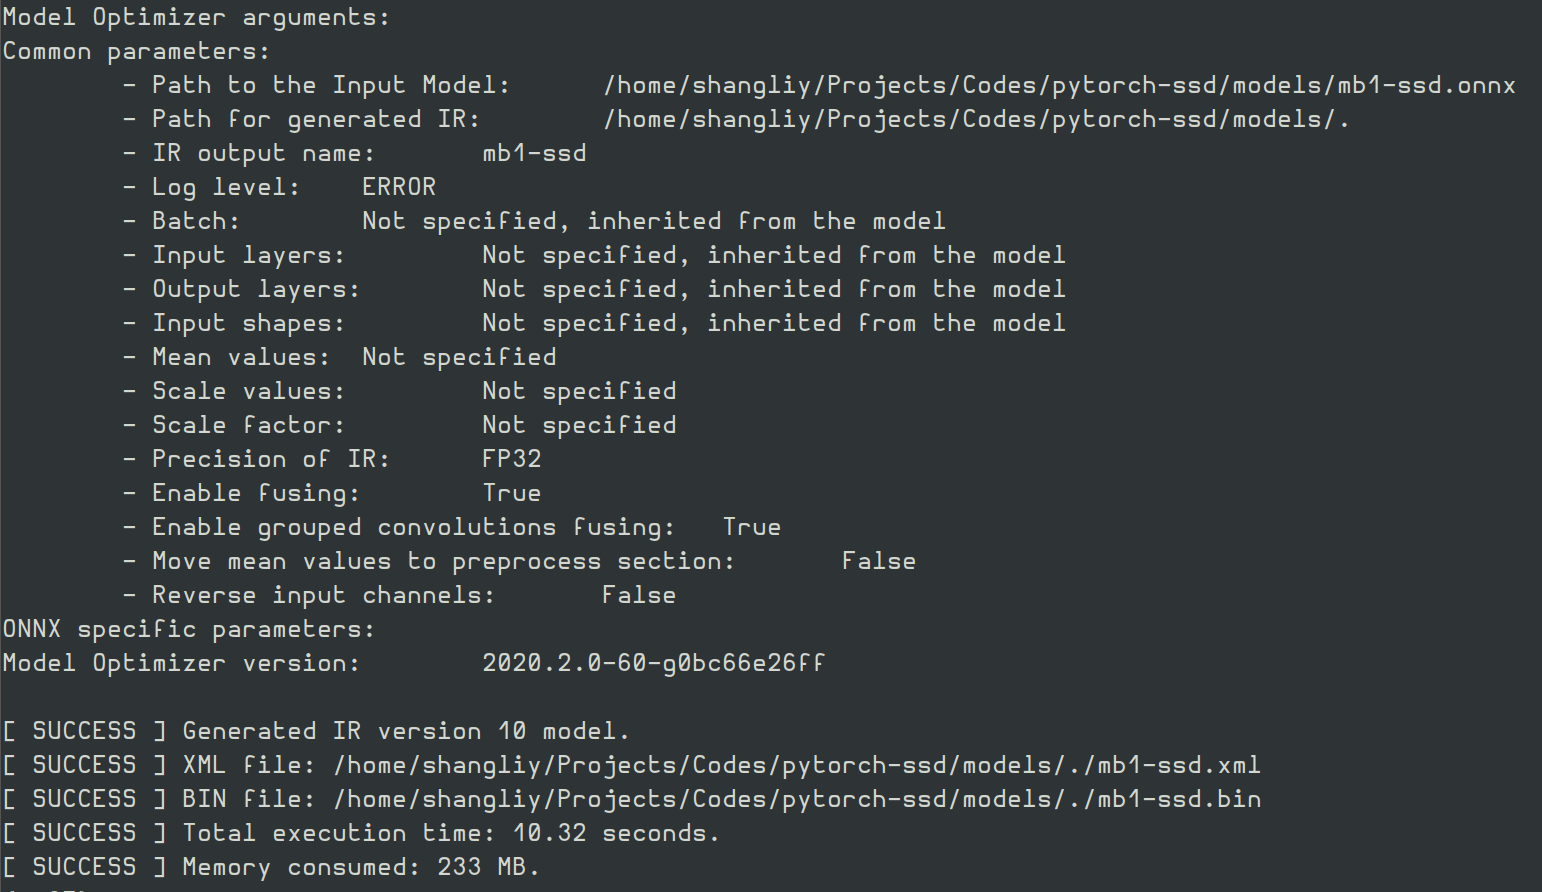 Model Optimizer arguments:
Common parameters:
- Path to the Input Model: /home/shangliy/Projects/Codes/pytorch-ssd/models/mb1-ssd.onnx
- Path for generated IR: /home/shangliy/Projects/Codes/pytorch-ssd/models/.
- IR output name: mb1-ssd
- Log level: ERROR
- Batch: Not specified, inherited from the model
- Input layers: Not specified, inherited from the model
- Output layers: Not specified, inherited from the model
- Input shapes: Not specified, inherited from the model
- Mean values: Not specified
- Scale values: Not specified
- Scale factor: Not specified
- Precision of IR: FP32
- Enable fusing: True
- Enable grouped convolutions fusing: True
- Move mean values to preprocess section: False
- Reverse input channels: False
ONNX specific parameters:
Model Optimizer version: 2020.2.0-60-g0bc66e26ff
[ SUCCESS ] Generated IR version 10 model.
[ SUCCESS ] XML file: /home/shangliy/Projects/Codes/pytorch-ssd/models/./mb1-ssd.xml
[ SUCCESS ] BIN file: /home/shangliy/Projects/Codes/pytorch-ssd/models/./mb1-ssd.bin
[ SUCCESS ] Total execution time: 10.32 seconds.
[ SUCCESS ] Memory consumed: 233 MB.